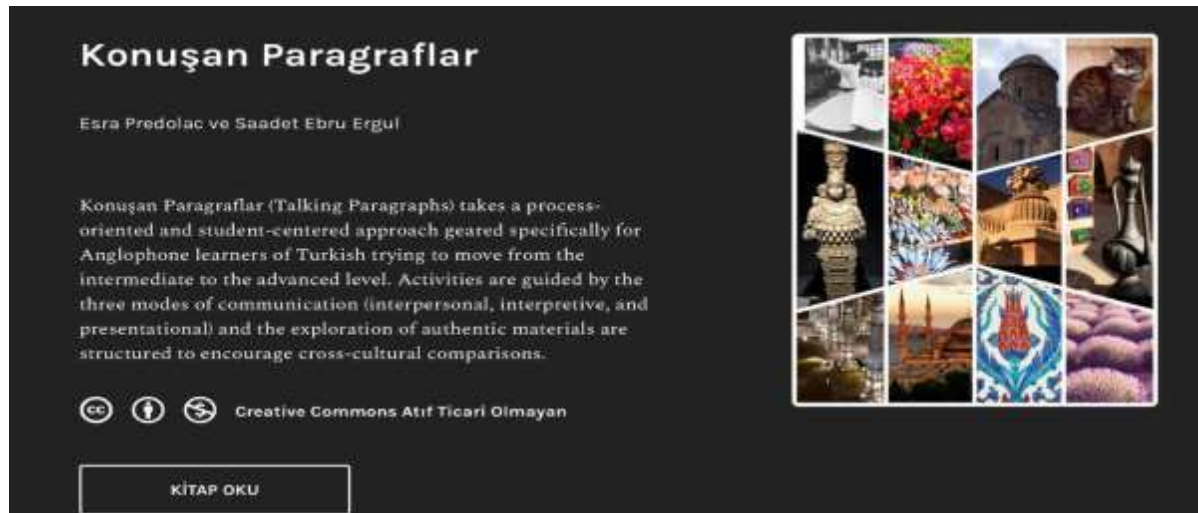 Konuşan Paragraflar
Esra Predolac ve Saadet Ebru Ergul
Konuşan Paragraflar (Talking Paragraphs) takes a process-
oriented and student-centered approach geared specifically for
Anglophone learners of Turkish trying to move from the
intermediate to the advanced level. Activities are guided by the
three modes of communication (interpersonal, interpretive, and
presentational) and the exploration of authentic materials are
structured to encourage cross-cultural comparisons.
Creative Commons Atıf Ticari Olmayan
KİTAP OKU